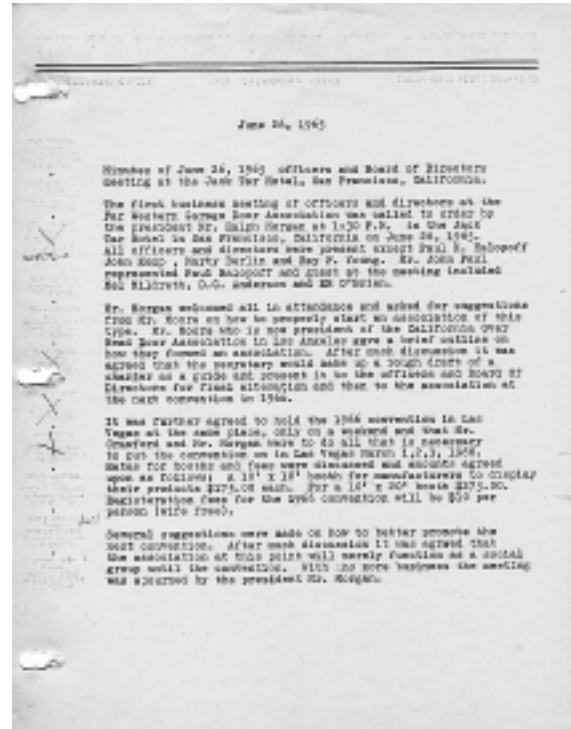 June 26, 1965
Minutes of June 26, 1965 officers and Board of Directors
meeting at the Jack Tar Hotel, San Francisco, California.
The first business meeting of officers and directors at the
Far Western Garage Door Association was called to order by
the president Mr. Ralph Morgan at 1:30 P.M. in the Jack
Tar Hotel in San Francisco, California on June 26, 1965.
All officers and directors were present except Paul R. Balopoff
John Kemp, Marty Berlin and Ray F. Young. Mr. John Paul
represented Paul Balopoff and guest at the meeting included
Hildreth, D.G. Anderson and Ed O'Brien.
Mr. Morgan welcomed all in attendance and asked for suggestions
from Mr. Moore on how to properly start an association of this
type. Mr. Moore who is now president of the California Over
Head Door Association in Los Angeles gave a brief outline on
how they formed an association. After much discussion it was
agreed that the secretary would make up a rough draft of a
charter as a guide and present it to the officers and Board of
Directors for final alteration and then to the association at
the next convention in 1966.
It was further agreed to hold the 1966 convention in Las
Vegas at the same place, only on a weekend and that Mr.
Crawford and Mr. Morgan were to do all that is necessary
to put the convention on in Las Vegas March 1,2,3, 1966.
Rates for booths and fees were discussed and amounts agreed
upon as follows: A 10' X 10' booth for manufacturers to display
their products $175.00 each. For a 10' x 20' booth $275.00.
Registration fees for the 1966 convention will be per
person (wife free).
Several suggestions were made on how to better promote the
next convention. After much discussion it was agreed that
the association at this point will merely function as a social
group until the convention. With no more business the meeting
was ajourned by the president Mr. Morgan.